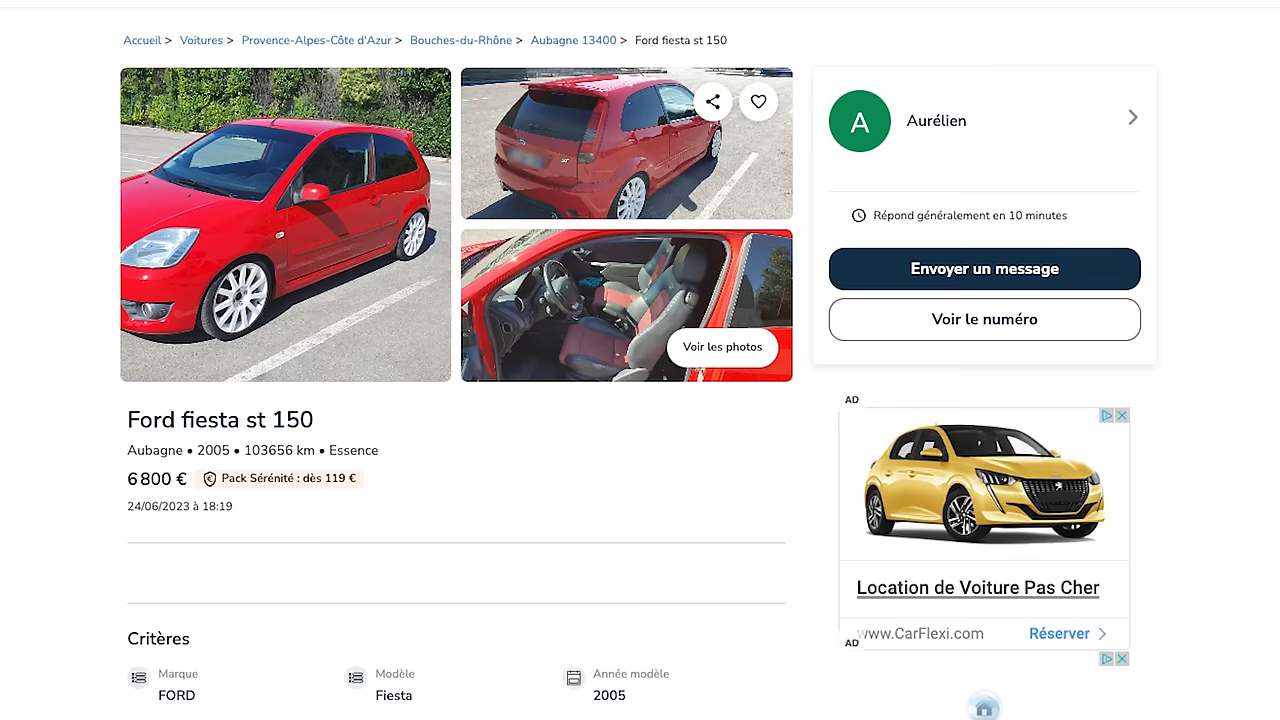 Accueil > Voitures > Provence-Alpes-Côte d'Azur > Bouches-du-Rhône > Aubagne 13400 > Ford fiesta st 150
Voir les photos
A
Aurélien
Répond généralement en 10 minutes
Envoyer un message
Voir le numéro
Ford fiesta st 150
Aubagne • 2005 • 103656 km • Essence
6 800 € Pack Sérénité : dès 119 €
24/06/2023 à 18:19
Critères
Marque
FORD
Modèle
Fiesta
Année modèle
2005
AD
Location de Voiture Pas Cher
www.CarFlexi.com
Réserver
AD